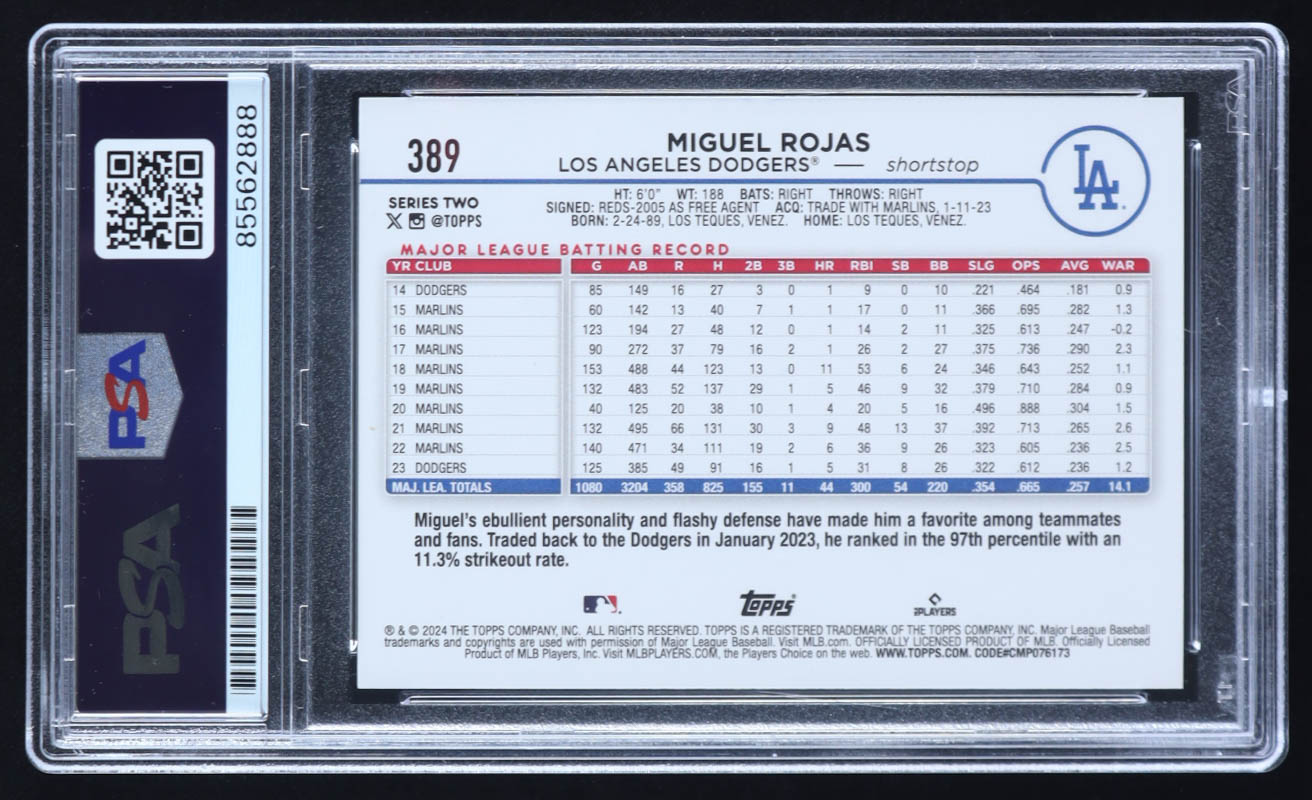 85562888
PSA
PSA
389
MIGUEL ROJAS
LOS ANGELES DODGERS® — shortstop
LA
SERIES TWO
@TOPPS
HT: 6'0" WT: 188 BATS: RIGHT THROWS: RIGHT
SIGNED: REDS-2005 AS FREE AGENT ACQ: TRADE WITH MARLINS, 1-11-23
BORN: 2-24-89, LOS TEQUES, VENEZ. HOME: LOS TEQUES, VENEZ.
MAJOR LEAGUE BATTING RECORD
YR CLUB G AB R H 2B 3B HR RBI SB BB SLG OPS AVG WAR
14 DODGERS 85 149 16 27 3 0 1 9 0 10 .221 .464 .181 0.9
15 MARLINS 60 142 13 40 7 1 1 17 0 11 .366 .695 .282 1.3
16 MARLINS 123 194 27 48 12 0 1 14 2 11 .325 .613 .247 -0.2
17 MARLINS 90 272 37 79 16 2 1 26 2 27 .375 .736 .290 2.3
18 MARLINS 153 488 44 123 13 0 11 53 6 24 .346 .643 .252 1.1
19 MARLINS 132 483 52 137 29 1 5 46 9 32 .379 .710 .284 0.9
20 MARLINS 40 125 20 38 10 1 4 20 5 16 .496 .888 .304 1.5
21 MARLINS 132 495 66 131 30 3 9 48 13 37 .392 .713 .265 2.6
22 MARLINS 140 471 34 111 19 2 6 36 9 26 .323 .605 .236 2.5
23 DODGERS 125 385 49 91 16 1 5 31 8 26 .322 .612 .236 1.2
MAJ. LEA. TOTALS 1080 3204 358 825 155 11 44 300 54 220 .354 .665 .257 14.1
Miguel's ebullient personality and flashy defense have made him a favorite among teammates
and fans. Traded back to the Dodgers in January 2023, he ranked in the 97th percentile with an
11.3% strikeout rate.
Topps
PLAYERS
® & © 2024 THE TOPPS COMPANY, INC. ALL RIGHTS RESERVED. TOPPS IS A REGISTERED TRADEMARK OF THE TOPPS COMPANY, INC. Major League Baseball
trademarks and copyrights are used with permission of Major League Baseball. Visit MLB.com. OFFICIALLY LICENSED PRODUCT OF MLB. Officially Licensed
Product of MLB Players, Inc. Visit MLBPLAYERS.COM, the Players Choice on the web. WWW.TOPPS.COM. CODE#CMP076173
PSA